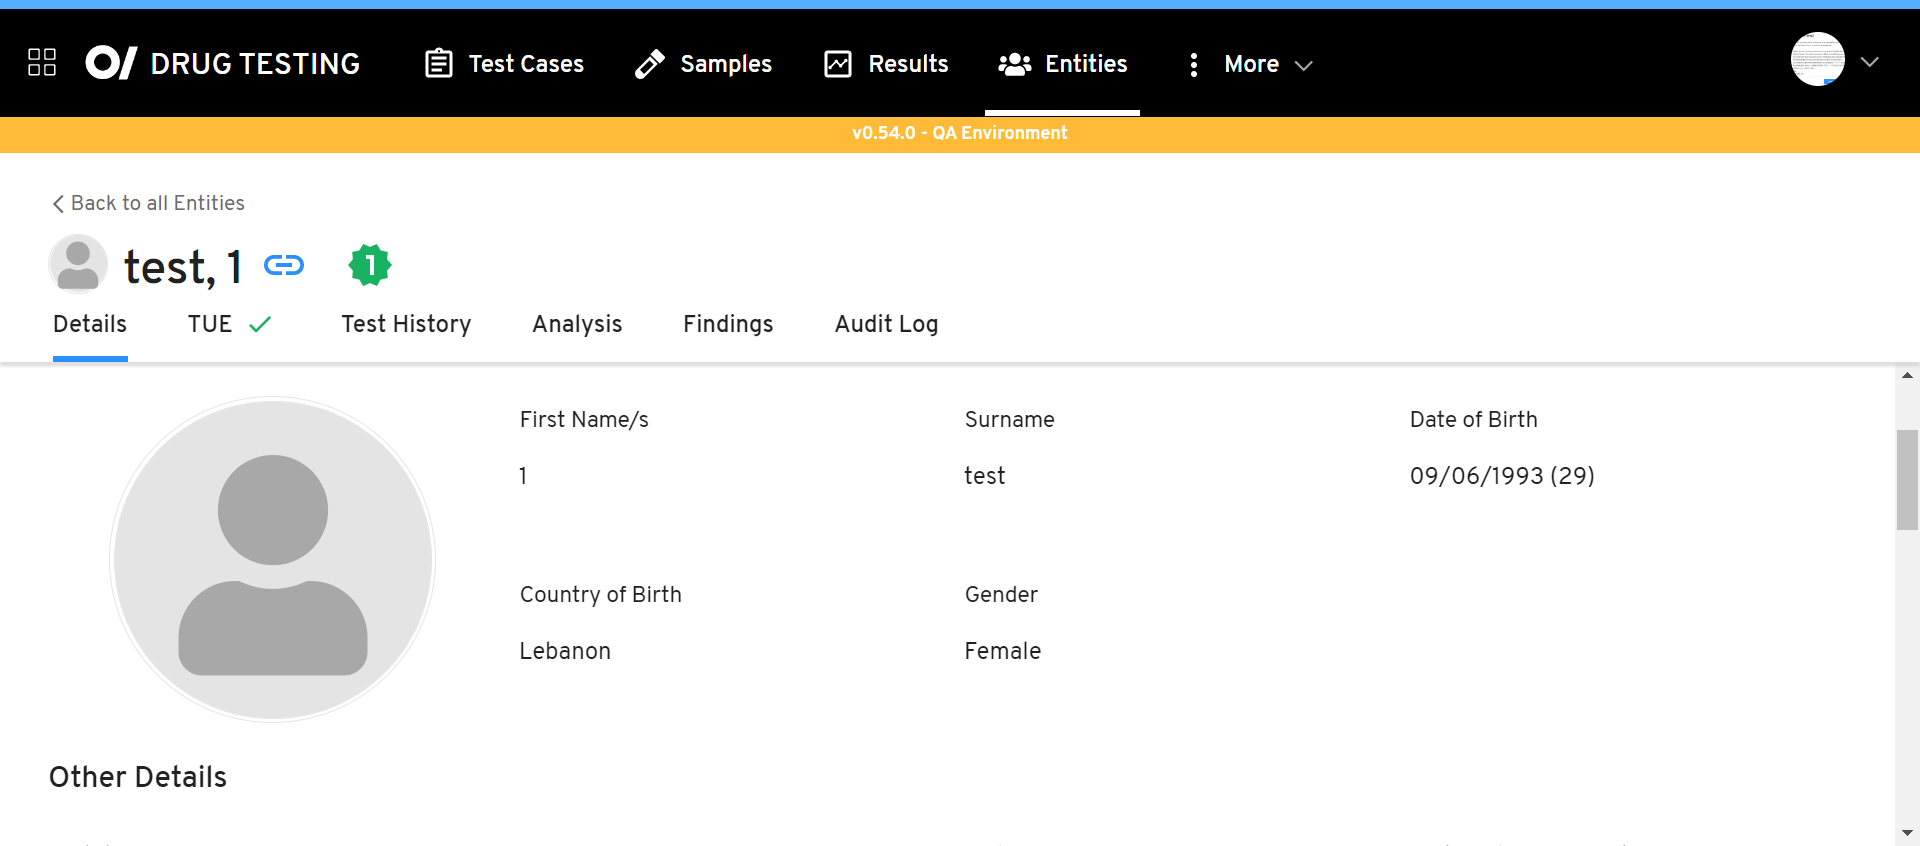 DRUG TESTING Test Cases Samples Results Entities More
v0.54.0 - QA Environment
Back to all Entities
test, 1 1
Details TUE Test History Analysis Findings Audit Log
First Name/s Surname Date of Birth
1 test 09/06/1993 (29)
Country of Birth Gender
Lebanon Female
Other Details